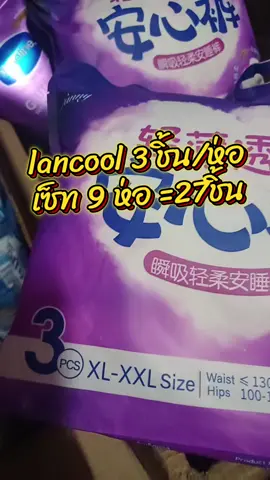 安心裤
瞬吸轻柔安睡裤
lancool 3ชิ้น/ห่อ
เซ็ท 9 ห่อ =27ชิ้น
安心
瞬吸轻柔安睡
3
PCS
XL-XXL Size
Waist ≤ 130
Hips 100-1